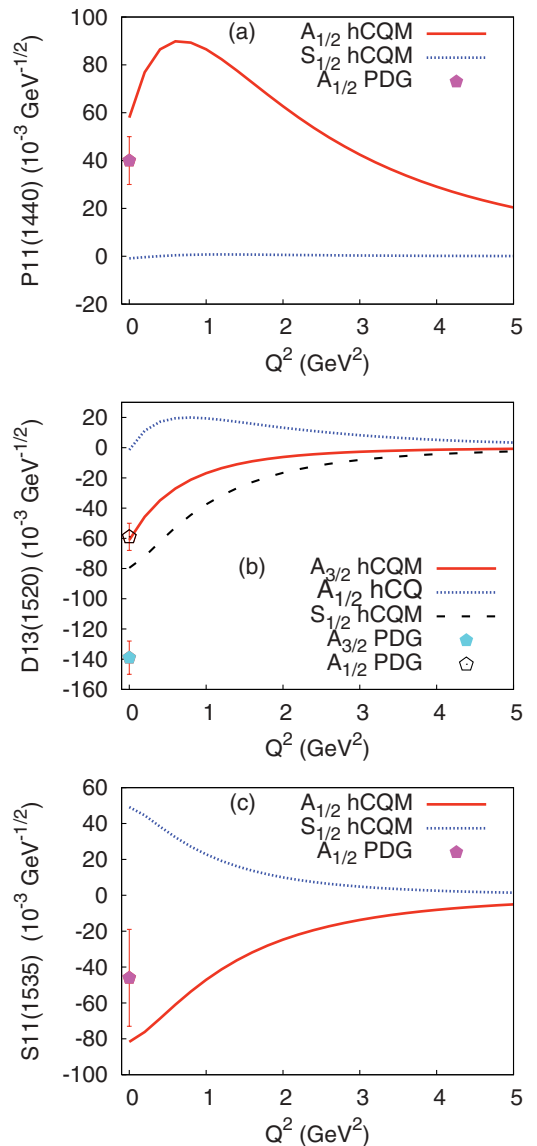 (a)
A1/2 hCQM
S1/2 hCQM
A1/2 PDG
P11(1440) (10-3 GeV-1/2)
100
80
60
40
20
0
-20
0 1 2 3 4 5
Q2 (GeV2)
D13(1520) (10-3 GeV-1/2)
20
0
-20
-40
-60
-80
-100
-120
-140
-160
(b)
A3/2 hCQM
A1/2 hCQ
S1/2 hCQM
A3/2 PDG
A1/2 PDG
0 1 2 3 4 5
Q2 (GeV2)
(c)
A1/2 hCQM
S1/2 hCQM
A1/2 PDG
S11(1535) (10-3 GeV-1/2)
60
40
20
0
-20
-40
-60
-80
-100
0 1 2 3 4 5
Q2 (GeV2)